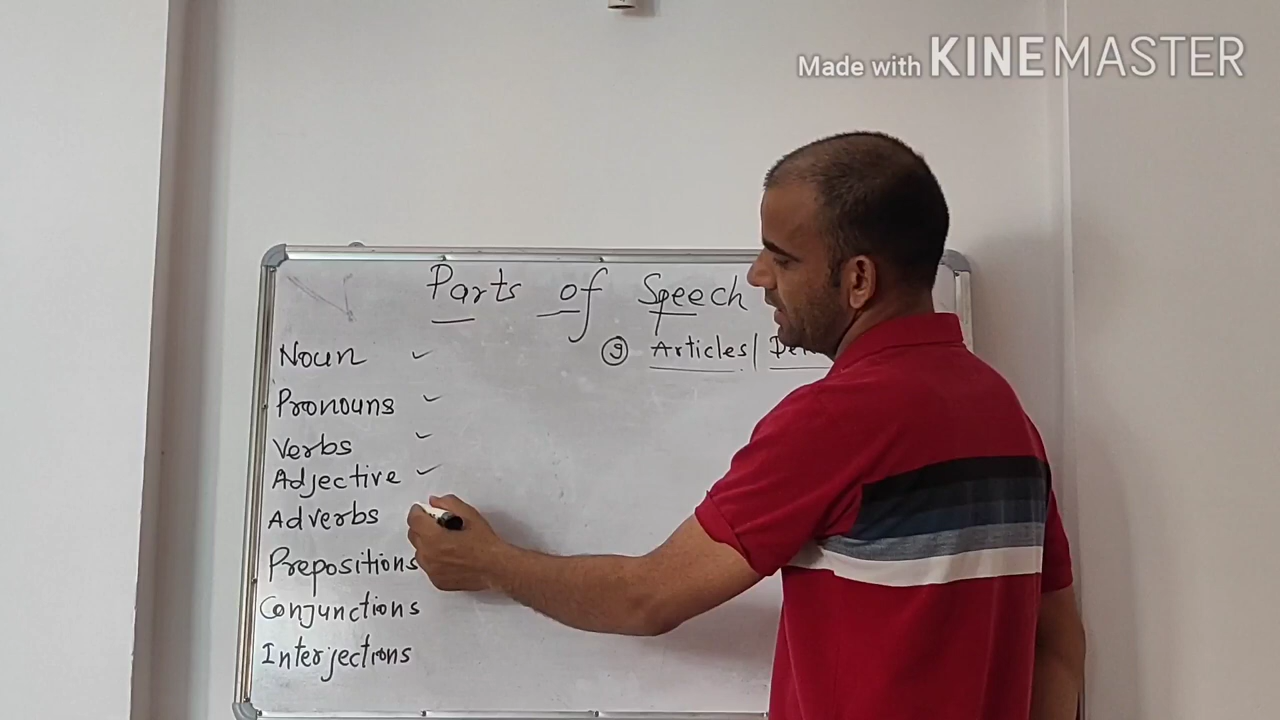 Made with KINEMASTER
Parts of Speech
Noun
Pronouns
Verbs
Adjective
Adverbs
Prepositions
Conjunctions
Interjections
9 Articles/